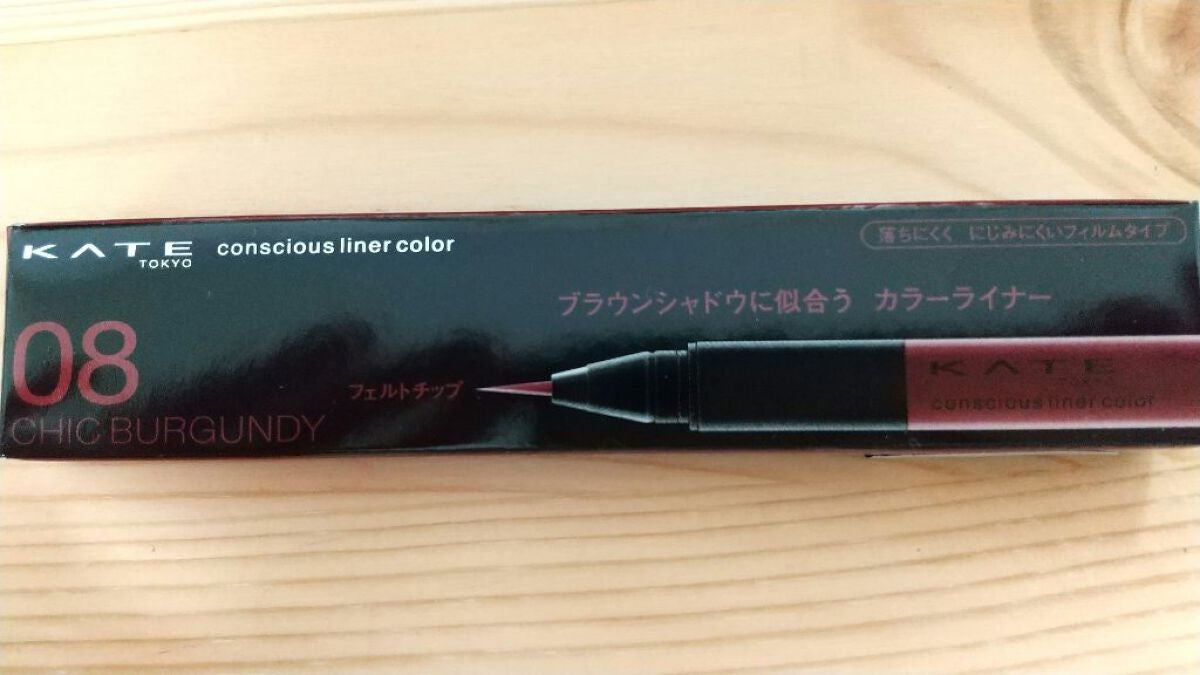 KATE
TOKYO
conscious liner color
落ちにくく にじみにくいフィルムタイプ
ブラウンシャドウに似合う カラーライナー
08
CHIC BURGUNDY
フェルトチップ
KATE
TOKYO
conscious liner color